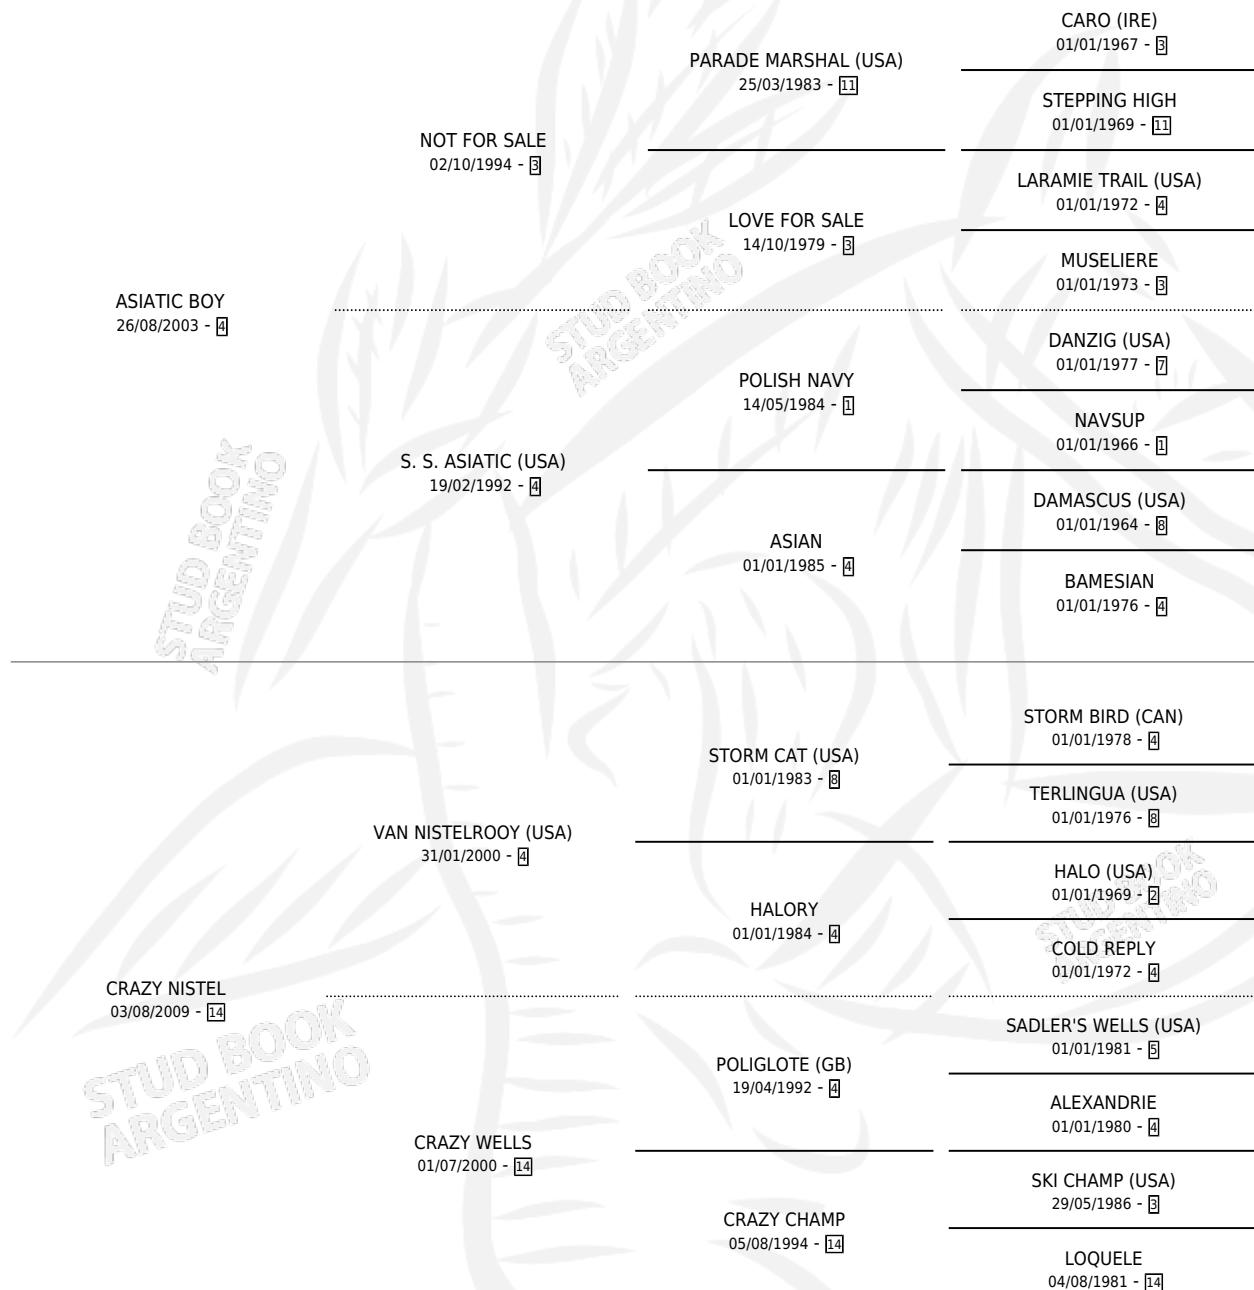 CARO (IRE)
01/01/1967 - 3
PARADE MARSHAL (USA)
25/03/1983 - 11
STEPPING HIGH
01/01/1969 - 11
NOT FOR SALE
02/10/1994 - 3
LARAMIE TRAIL (USA)
01/01/1972 - 4
LOVE FOR SALE
14/10/1979 - 3
MUSELIERE
01/01/1973 - 3
ASIATIC BOY
26/08/2003 - 4
STUD BOOK
ARGENTINO
DANZIG (USA)
01/01/1977 - 7
POLISH NAVY
14/05/1984 - 1
NAVSUP
01/01/1966 - 1
S. S. ASIATIC (USA)
19/02/1992 - 4
DAMASCUS (USA)
01/01/1964 - 8
ASIAN
01/01/1985 - 4
BAMESIAN
01/01/1976 - 4
STUD BOOK
ARGENTINO
STORM BIRD (CAN)
01/01/1978 - 4
STORM CAT (USA)
01/01/1983 - 8
TERLINGUA (USA)
01/01/1976 - 8
VAN NISTELROOY (USA)
31/01/2000 - 4
HALO (USA)
01/01/1969 - 2
HALORY
01/01/1984 - 4
COLD REPLY
01/01/1972 - 4
STUD BOOK
ARGENTINO
CRAZY NISTEL
03/08/2009 - 14
SADLER'S WELLS (USA)
01/01/1981 - 5
POLIGLOTE (GB)
19/04/1992 - 4
ALEXANDRIE
01/01/1980 - 4
STUD BOOK
ARGENTINO
CRAZY WELLS
01/07/2000 - 14
SKI CHAMP (USA)
29/05/1986 - 3
CRAZY CHAMP
05/08/1994 - 14
LOQUELE
04/08/1981 - 14